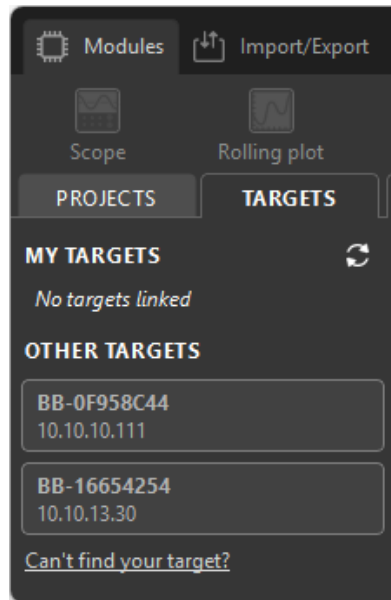 Modules Import/Export
Scope Rolling plot
PROJECTS TARGETS
MY TARGETS
No targets linked
OTHER TARGETS
BB-0F958C44
10.10.10.111
BB-16654254
10.10.13.30
Can't find your target?